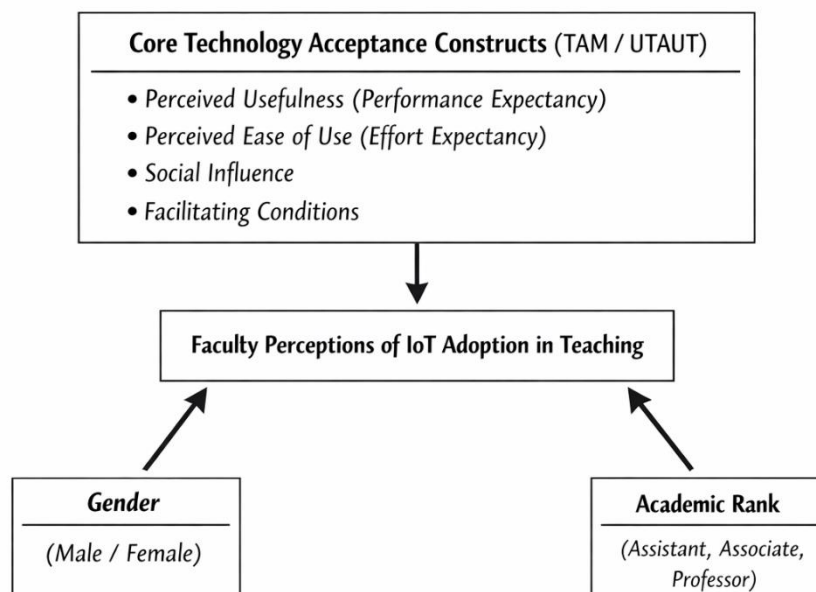 Core Technology Acceptance Constructs (TAM / UTAUT)
• Perceived Usefulness (Performance Expectancy)
• Perceived Ease of Use (Effort Expectancy)
• Social Influence
• Facilitating Conditions
Faculty Perceptions of IoT Adoption in Teaching
Gender
(Male / Female)
Academic Rank
(Assistant, Associate,
Professor)